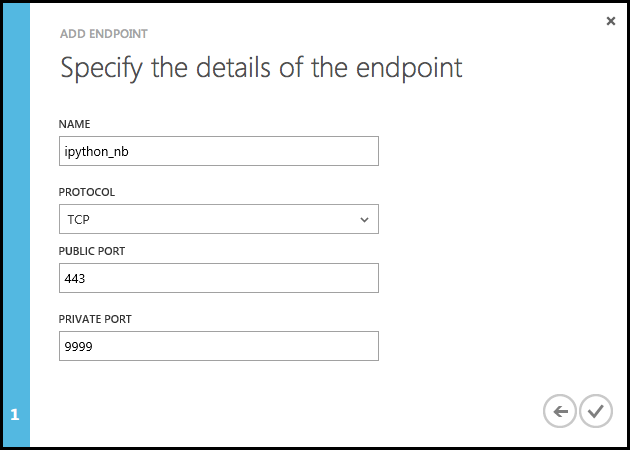 ADD ENDPOINT
Specify the details of the endpoint
NAME
ipython_nb
PROTOCOL
TCP
PUBLIC PORT
443
PRIVATE PORT
9999
1